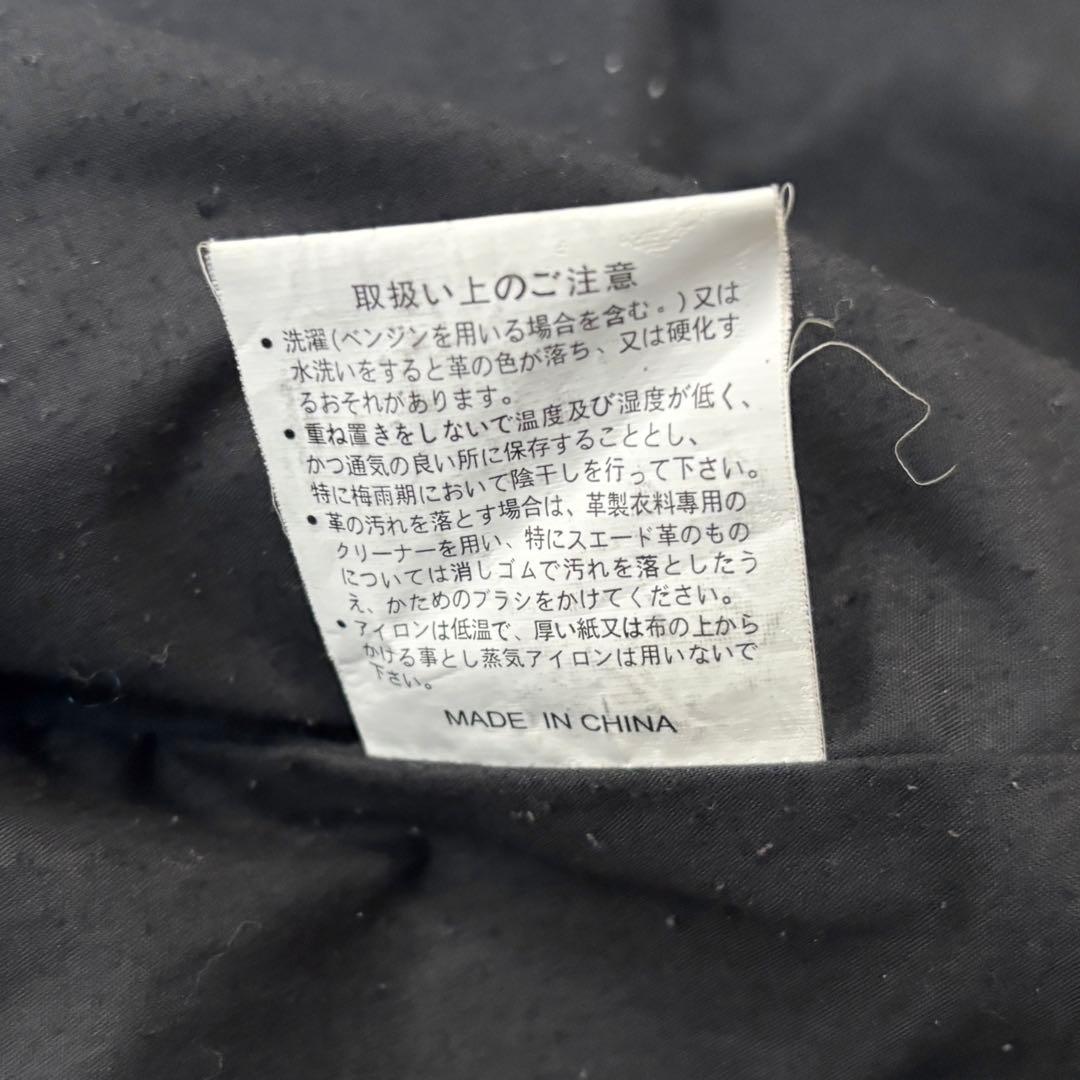 取扱い上のご注意
• 洗濯(ベンジンを用いる場合を含む。)又は
水洗いをすると革の色が落ち、又は硬化す
るおそれがあります。
• 重ね置きをしないで温度及び湿度が低く、
かつ通気の良い所に保存することとし、
特に梅雨期において陰干しを行って下さい。
• 革の汚れを落とす場合は、革製衣料専用の
クリーナーを用い、特にスエード革のもの
については消しゴムで汚れを落としたう
え、かためのブラシをかけてください。
• アイロンは低温で、厚い紙又は布の上から
かける事とし蒸気アイロンは用いないで
下さい。
MADE IN CHINA